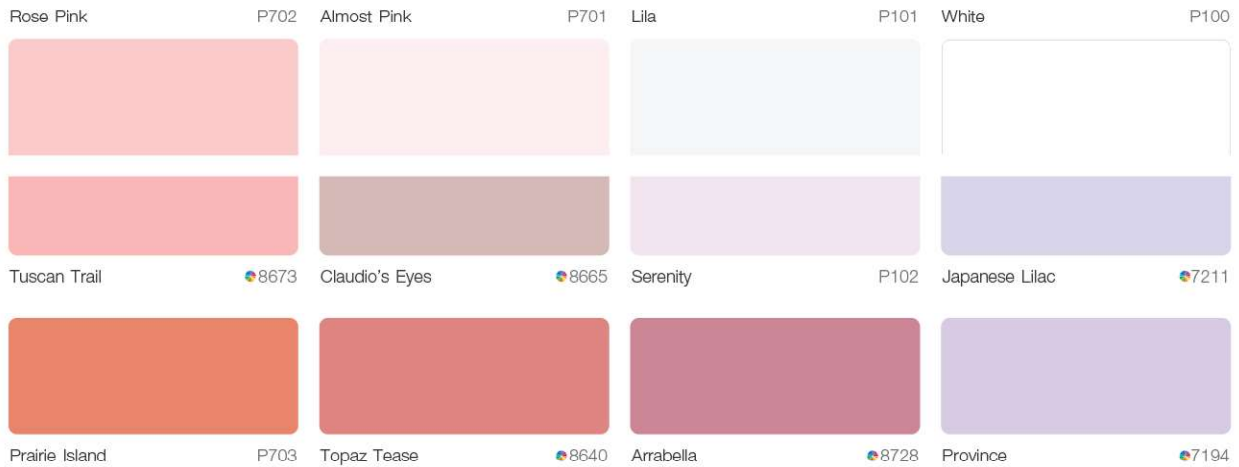 Rose Pink P702 Almost Pink P701 Lila P101 White P100
Tuscan Trail 8673 Claudio's Eyes 8665 Serenity P102 Japanese Lilac 7211
Prairie Island P703 Topaz Tease 8640 Arrabella 8728 Province 7194